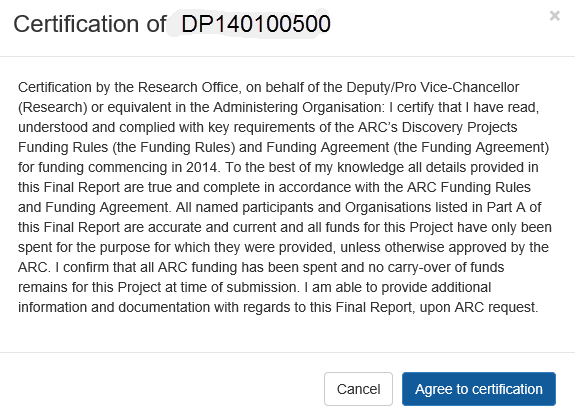 Certification of DP140100500
×
Certification by the Research Office, on behalf of the Deputy/Pro Vice-Chancellor
(Research) or equivalent in the Administering Organisation: I certify that I have read,
understood and complied with key requirements of the ARC's Discovery Projects
Funding Rules (the Funding Rules) and Funding Agreement (the Funding Agreement)
for funding commencing in 2014. To the best of my knowledge all details provided in
this Final Report are true and complete in accordance with the ARC Funding Rules
and Funding Agreement. All named participants and Organisations listed in Part A of
this Final Report are accurate and current and all funds for this Project have only been
spent for the purpose for which they were provided, unless otherwise approved by the
ARC. I confirm that all ARC funding has been spent and no carry-over of funds
remains for this Project at time of submission. I am able to provide additional
information and documentation with regards to this Final Report, upon ARC request.
Cancel
Agree to certification